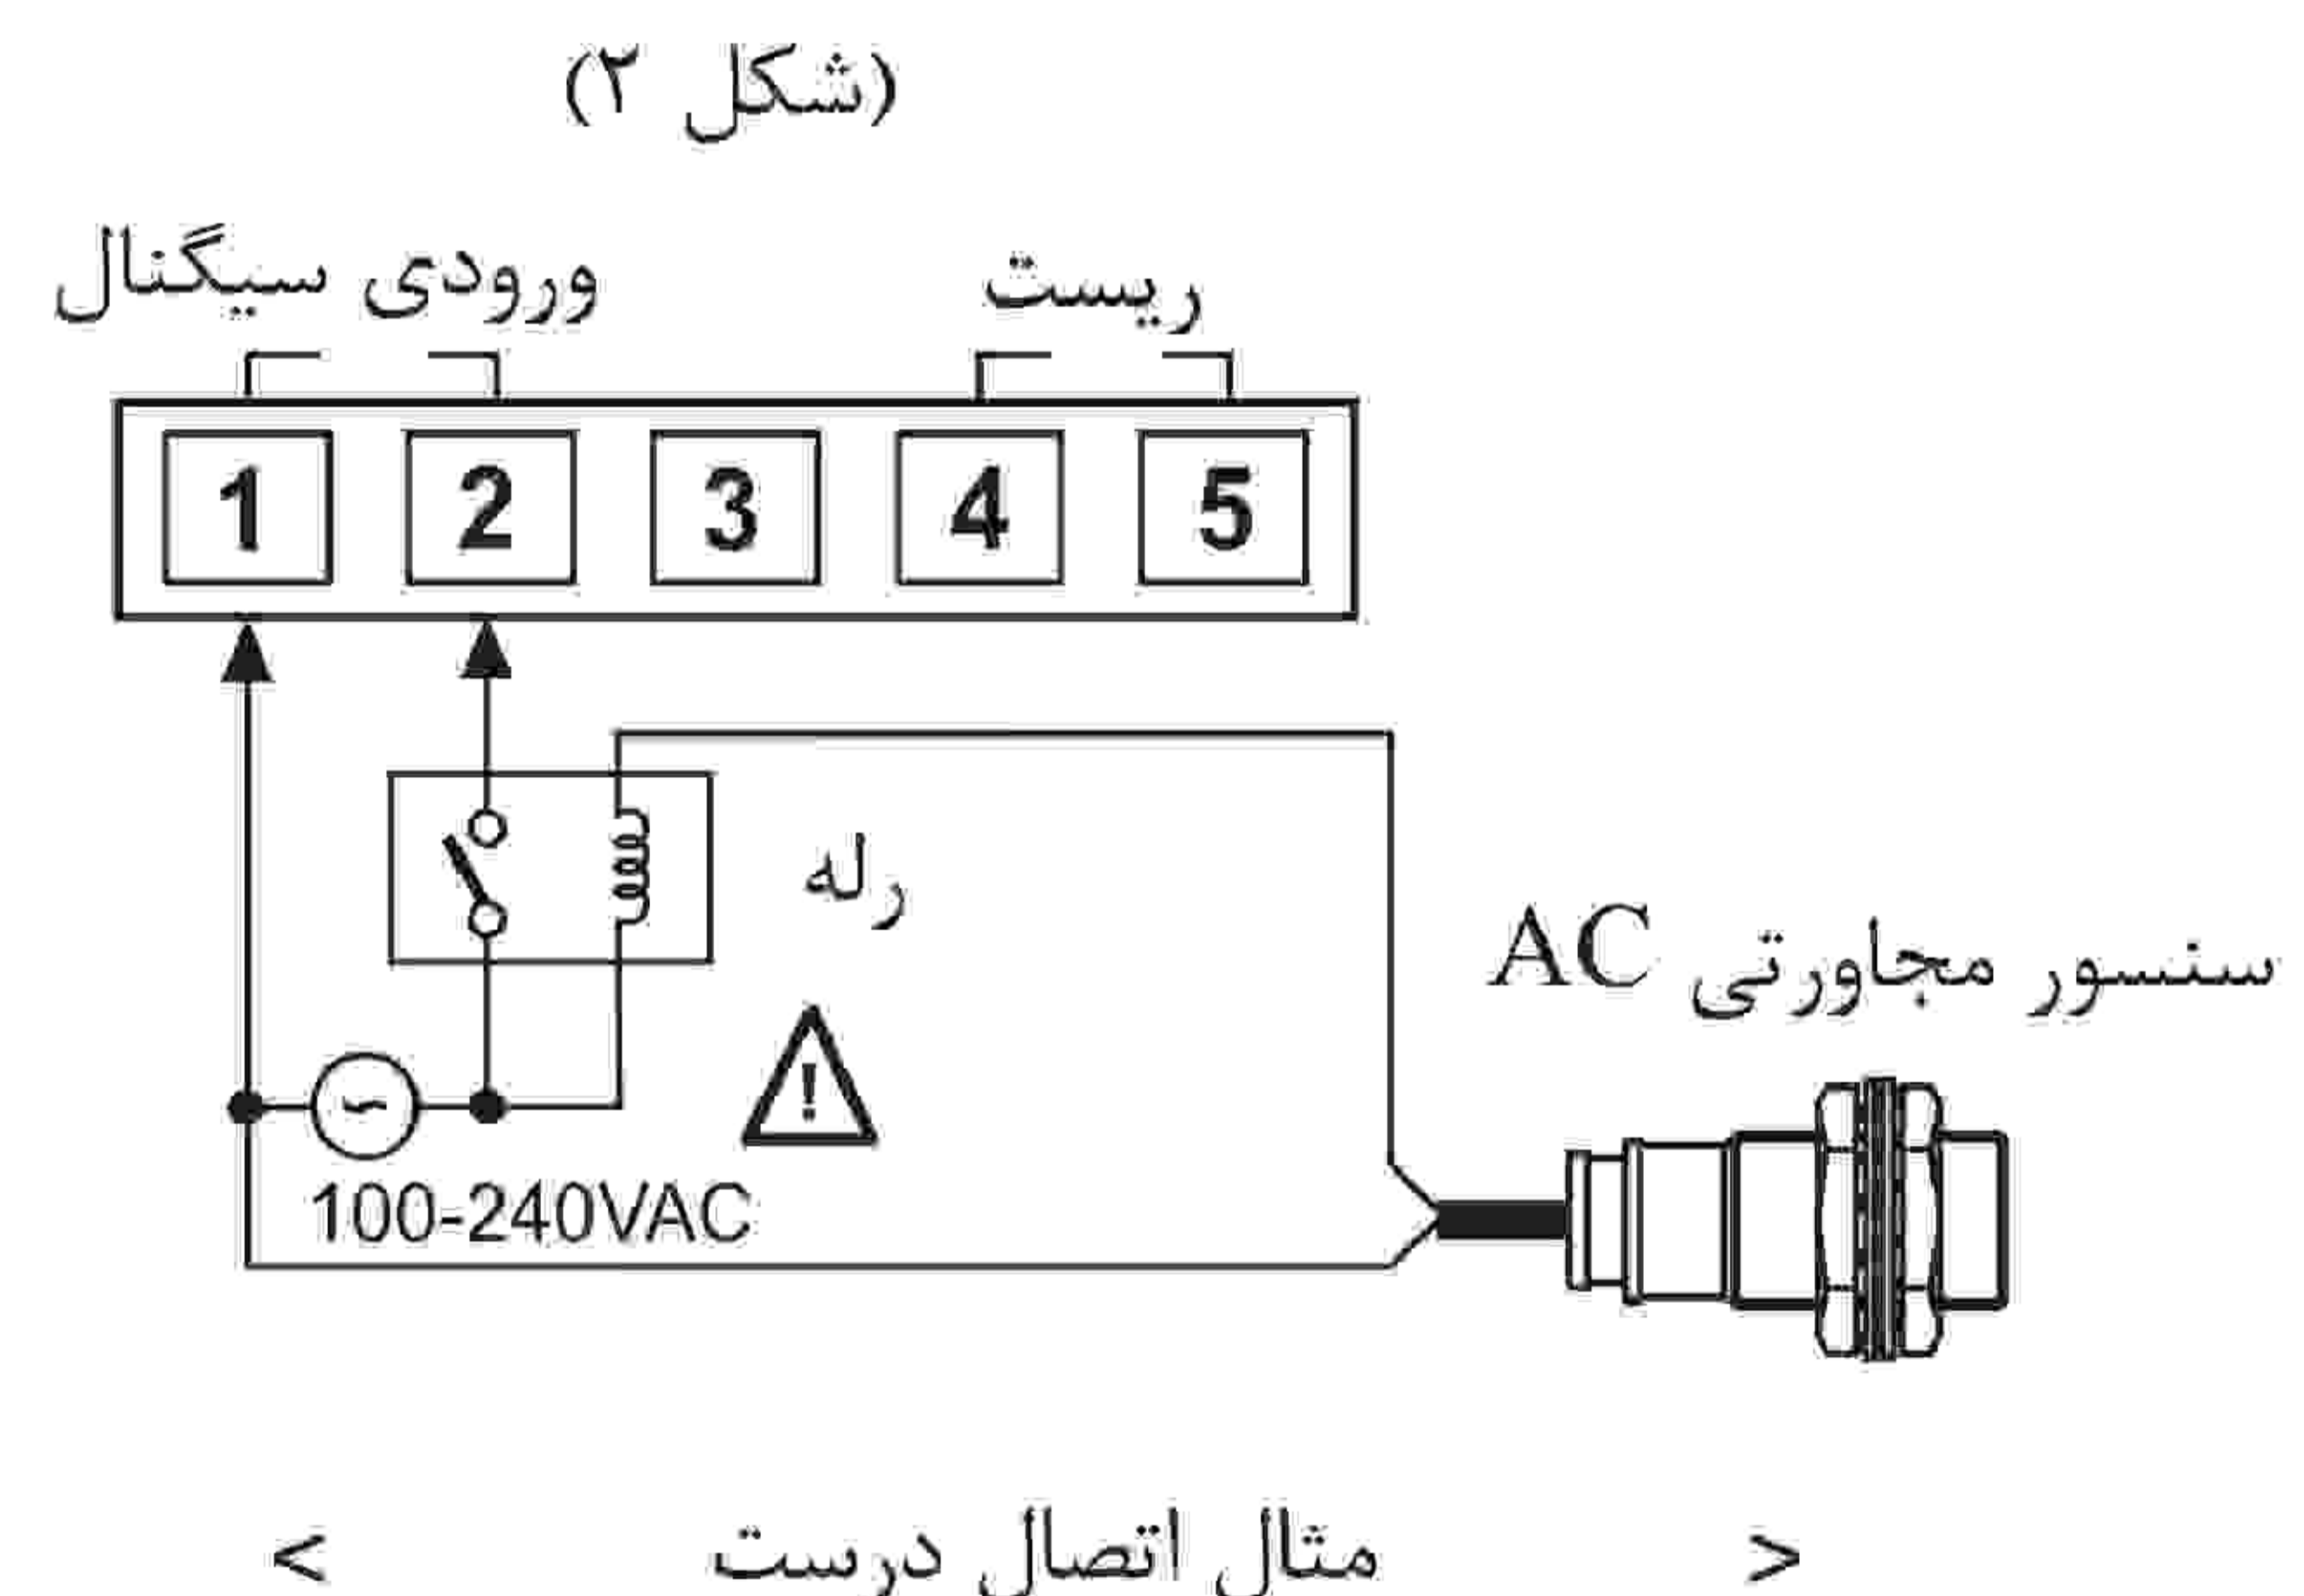 (شکل ۲)
ورودی سیگنال
ریست
1 2 3 4 5
رله
سنسور مجاورتی AC
!
100-240VAC
< مثال اتصال درست >